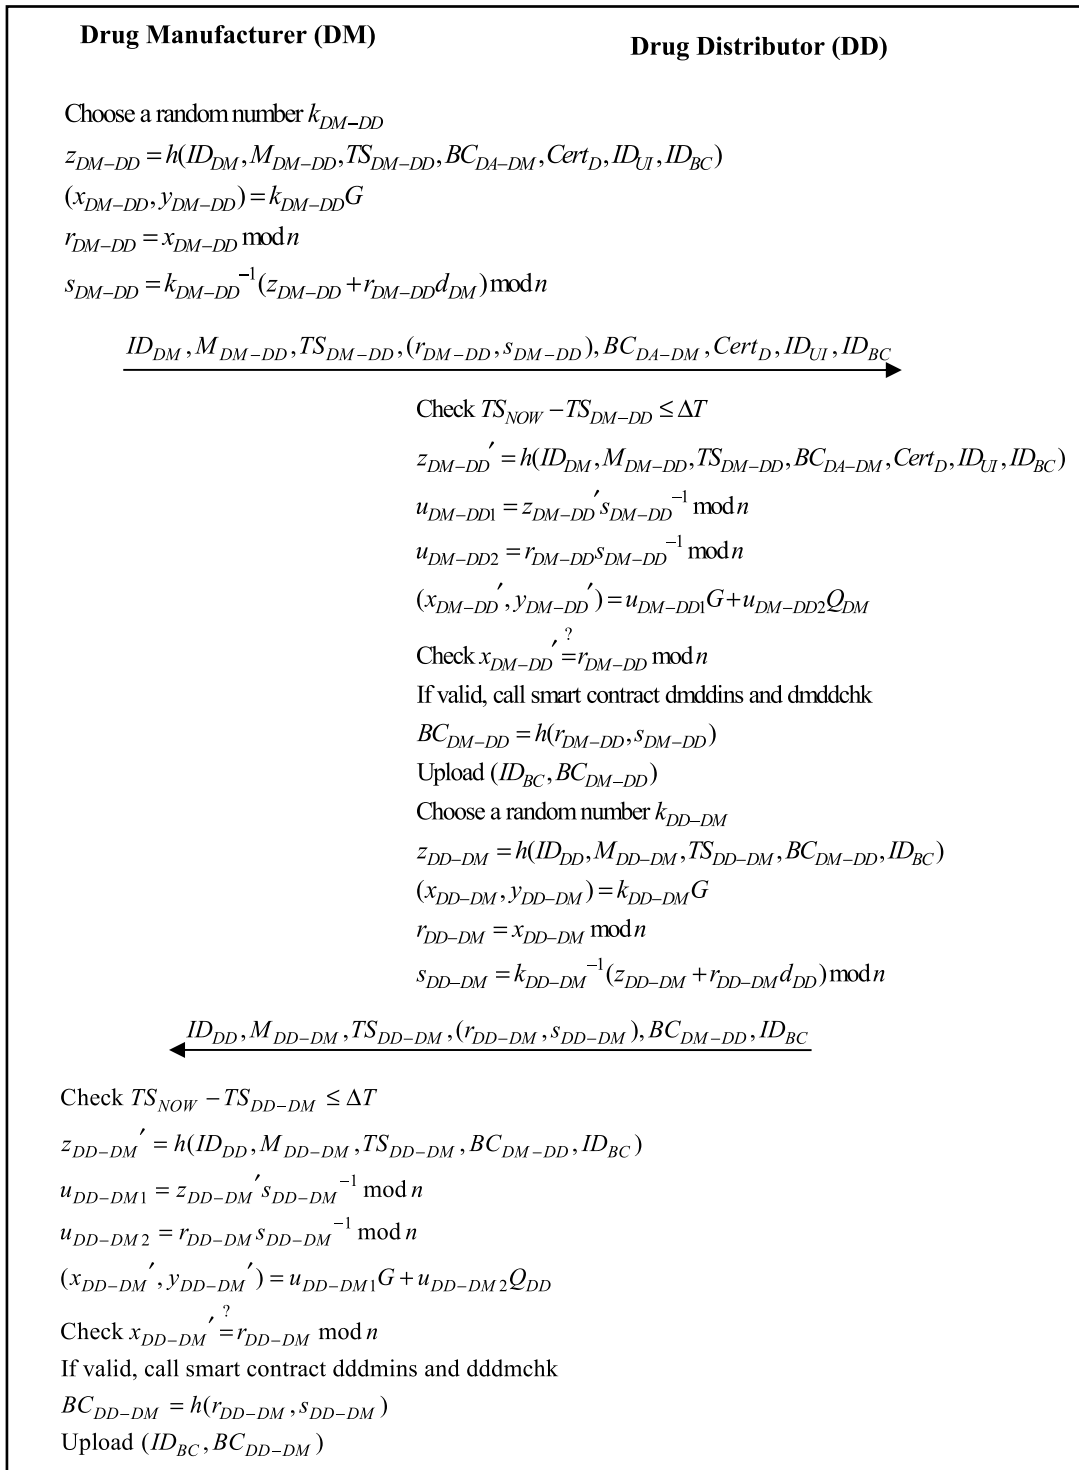 Drug Manufacturer (DM)
Drug Distributor (DD)
Choose a random number k_{DM-DD}
z_{DM-DD} = h(ID_{DM}, M_{DM-DD}, TS_{DM-DD}, BC_{DA-DM}, Cert_D, ID_{UI}, ID_{BC})
(x_{DM-DD}, y_{DM-DD}) = k_{DM-DD}G
r_{DM-DD} = x_{DM-DD} mod n
s_{DM-DD} = k_{DM-DD}^{-1}(z_{DM-DD} + r_{DM-DD}d_{DM}) mod n
ID_{DM}, M_{DM-DD}, TS_{DM-DD}, (r_{DM-DD}, s_{DM-DD}), BC_{DA-DM}, Cert_D, ID_{UI}, ID_{BC}
Check TS_{NOW} − TS_{DM-DD} ≤ ΔT
z_{DM-DD}′ = h(ID_{DM}, M_{DM-DD}, TS_{DM-DD}, BC_{DA-DM}, Cert_D, ID_{UI}, ID_{BC})
u_{DM-DD1} = z_{DM-DD}′s_{DM-DD}^{-1} mod n
u_{DM-DD2} = r_{DM-DD}s_{DM-DD}^{-1} mod n
(x_{DM-DD}′, y_{DM-DD}′) = u_{DM-DD1}G + u_{DM-DD2}Q_{DM}
Check x_{DM-DD}′ ≟ r_{DM-DD} mod n
If valid, call smart contract dmddins and dmddchk
BC_{DM-DD} = h(r_{DM-DD}, s_{DM-DD})
Upload (ID_{BC}, BC_{DM-DD})
Choose a random number k_{DD-DM}
z_{DD-DM} = h(ID_{DD}, M_{DD-DM}, TS_{DD-DM}, BC_{DM-DD}, ID_{BC})
(x_{DD-DM}, y_{DD-DM}) = k_{DD-DM}G
r_{DD-DM} = x_{DD-DM} mod n
s_{DD-DM} = k_{DD-DM}^{-1}(z_{DD-DM} + r_{DD-DM}d_{DD}) mod n
ID_{DD}, M_{DD-DM}, TS_{DD-DM}, (r_{DD-DM}, s_{DD-DM}), BC_{DM-DD}, ID_{BC}
Check TS_{NOW} − TS_{DD-DM} ≤ ΔT
z_{DD-DM}′ = h(ID_{DD}, M_{DD-DM}, TS_{DD-DM}, BC_{DM-DD}, ID_{BC})
u_{DD-DM1} = z_{DD-DM}′s_{DD-DM}^{-1} mod n
u_{DD-DM2} = r_{DD-DM}s_{DD-DM}^{-1} mod n
(x_{DD-DM}′, y_{DD-DM}′) = u_{DD-DM1}G + u_{DD-DM2}Q_{DD}
Check x_{DD-DM}′ ≟ r_{DD-DM} mod n
If valid, call smart contract dddmins and dddmchk
BC_{DD-DM} = h(r_{DD-DM}, s_{DD-DM})
Upload (ID_{BC}, BC_{DD-DM})